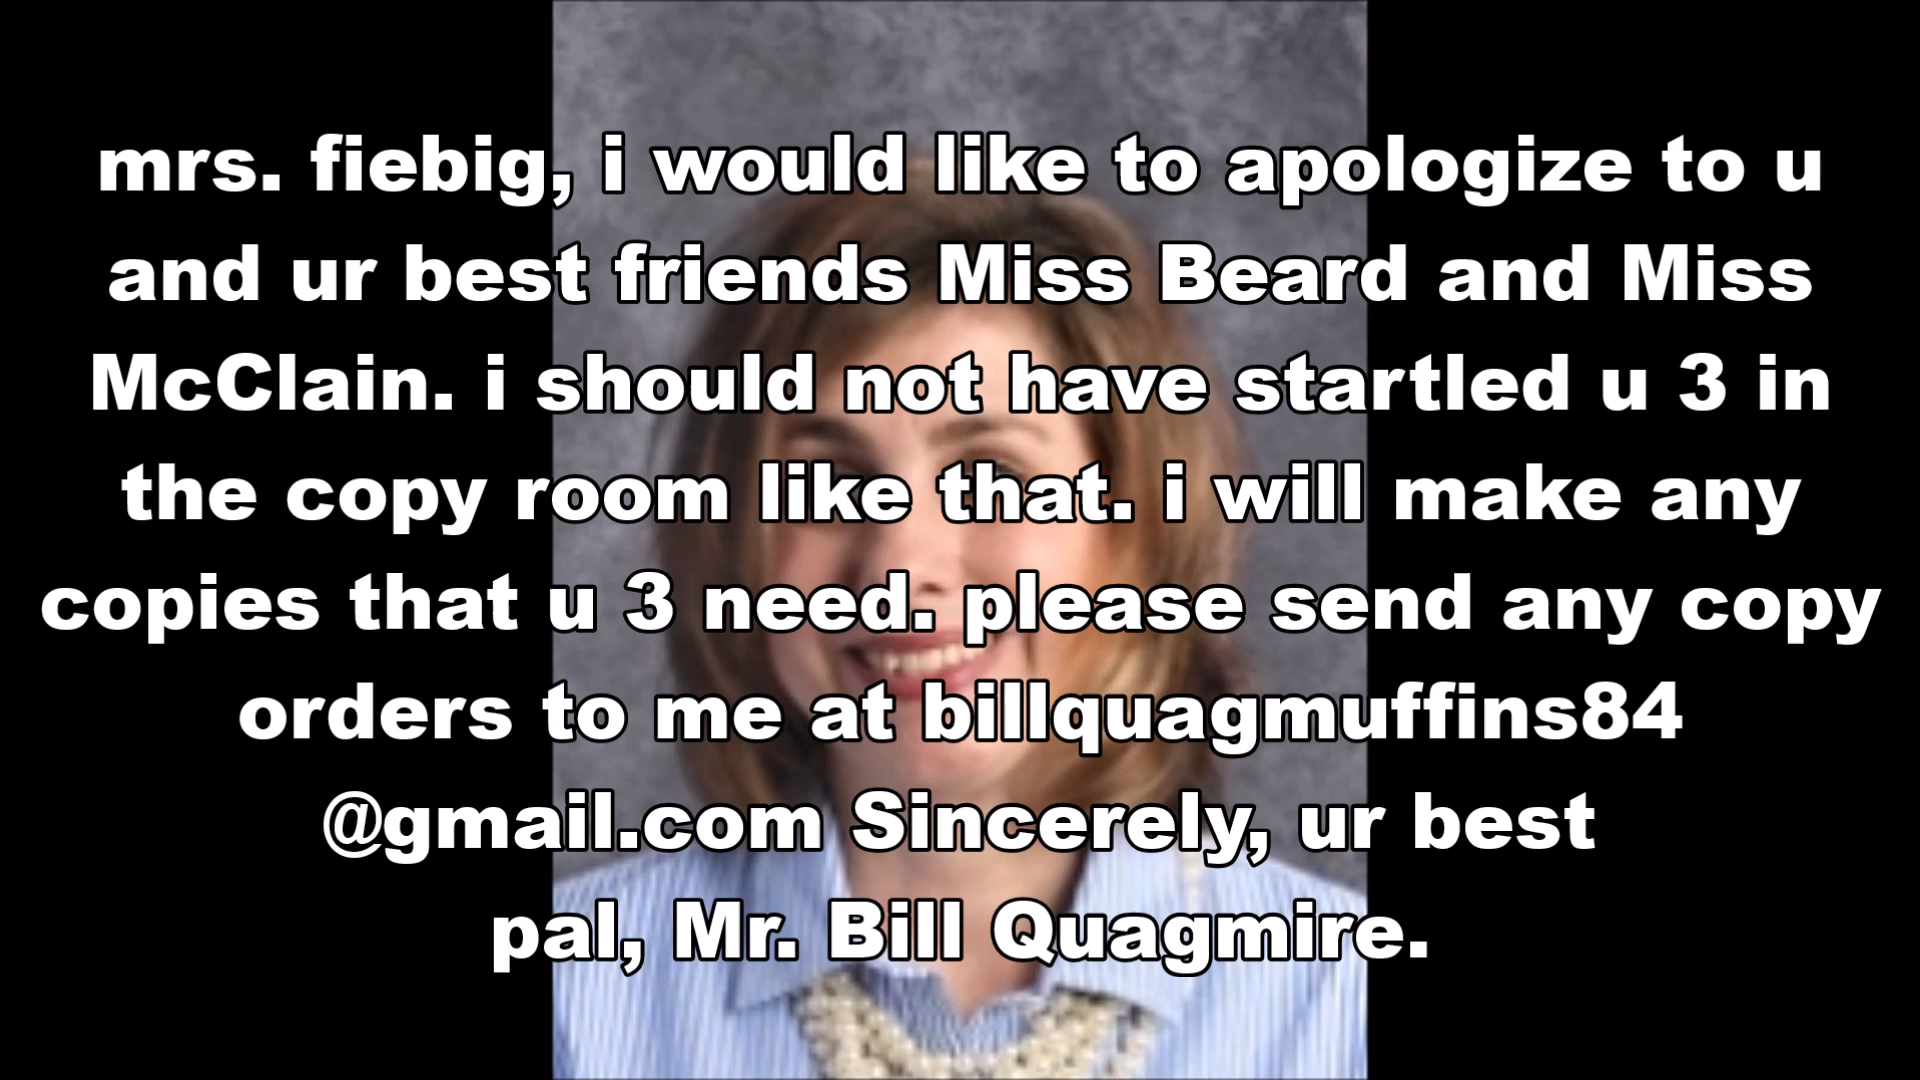 mrs. fiebig, i would like to apologize to u
and ur best friends Miss Beard and Miss
McClain. i should not have startled u 3 in
the copy room like that. i will make any
copies that u 3 need. please send any copy
orders to me at billquagmuffins84
@gmail.com Sincerely, ur best
pal, Mr. Bill Quagmire.